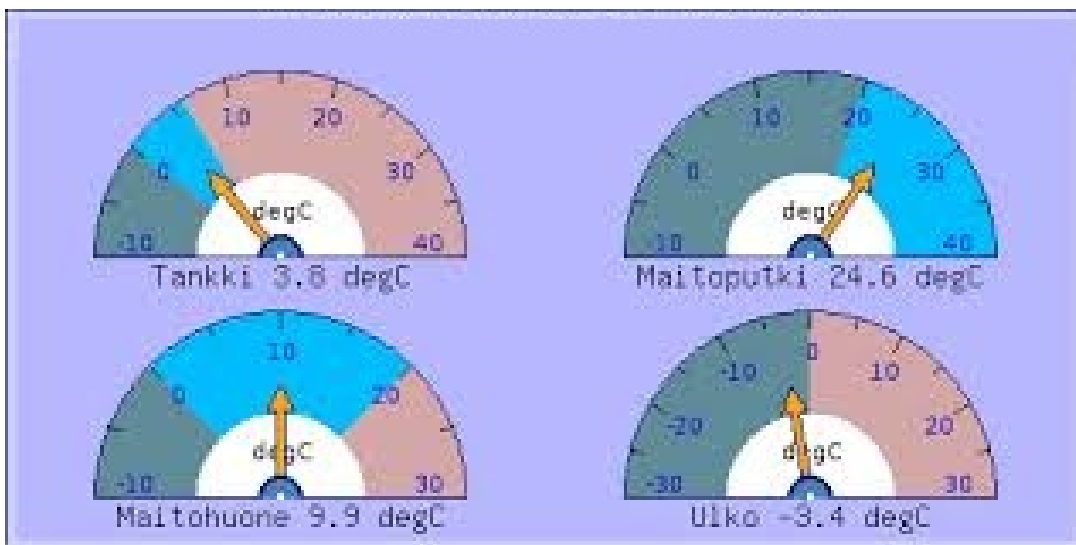 10 20
0 30
degC
-10 40
Tankki 3.8 degC
10 20
0 30
degC
-10 40
Maitoputki 24.6 degC
10
0 20
degC
-10 30
Maitohuone 9.9 degC
0
-10 10
-20 20
degC
-30 30
Ulko -3.4 degC